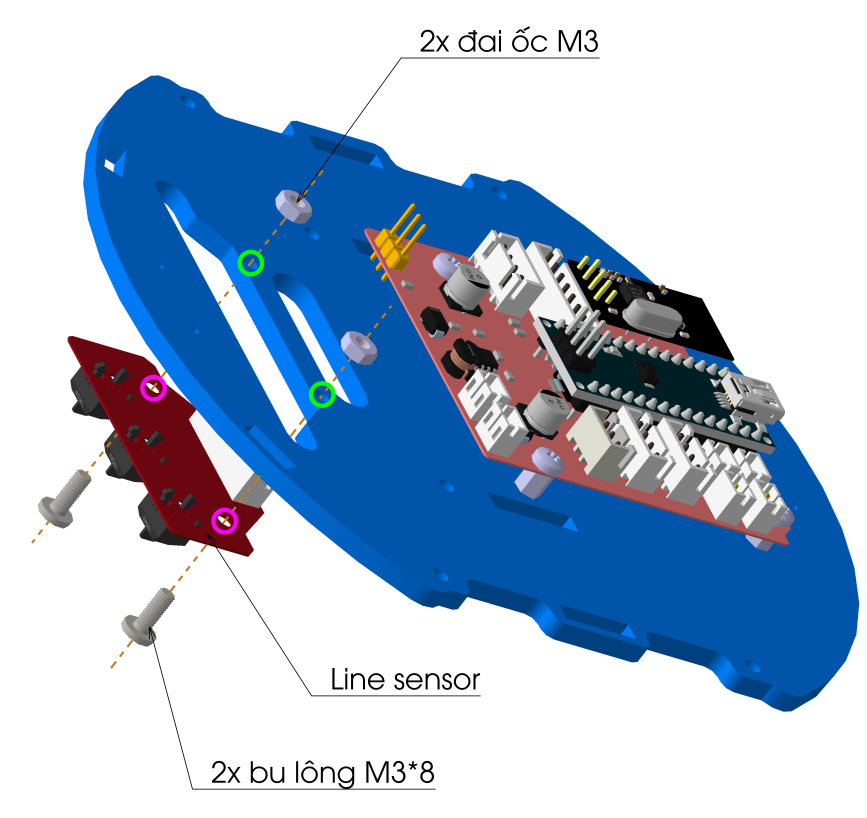 2x đai ốc M3
Line sensor
2x bu lông M3*8